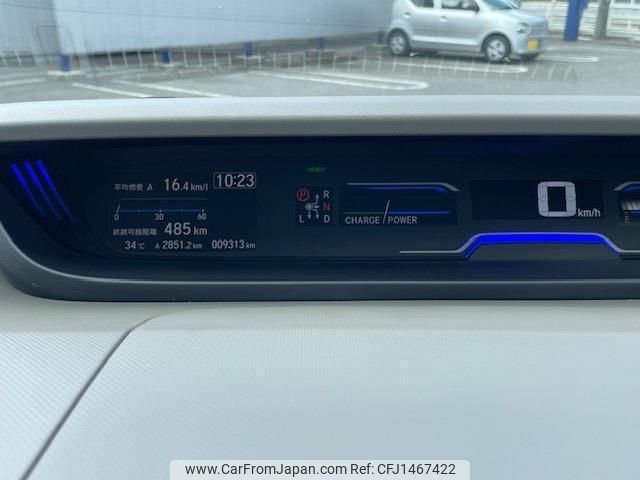 平均燃費 A 16.4 km/l 10:23
0 30 60
航続可能距離 485 km
34℃ A 2851.2 km 009313 km
READY
P R
N
L D
CHARGE POWER
0 km/h
E
www.CarFromJapan.com - CFJ1467422